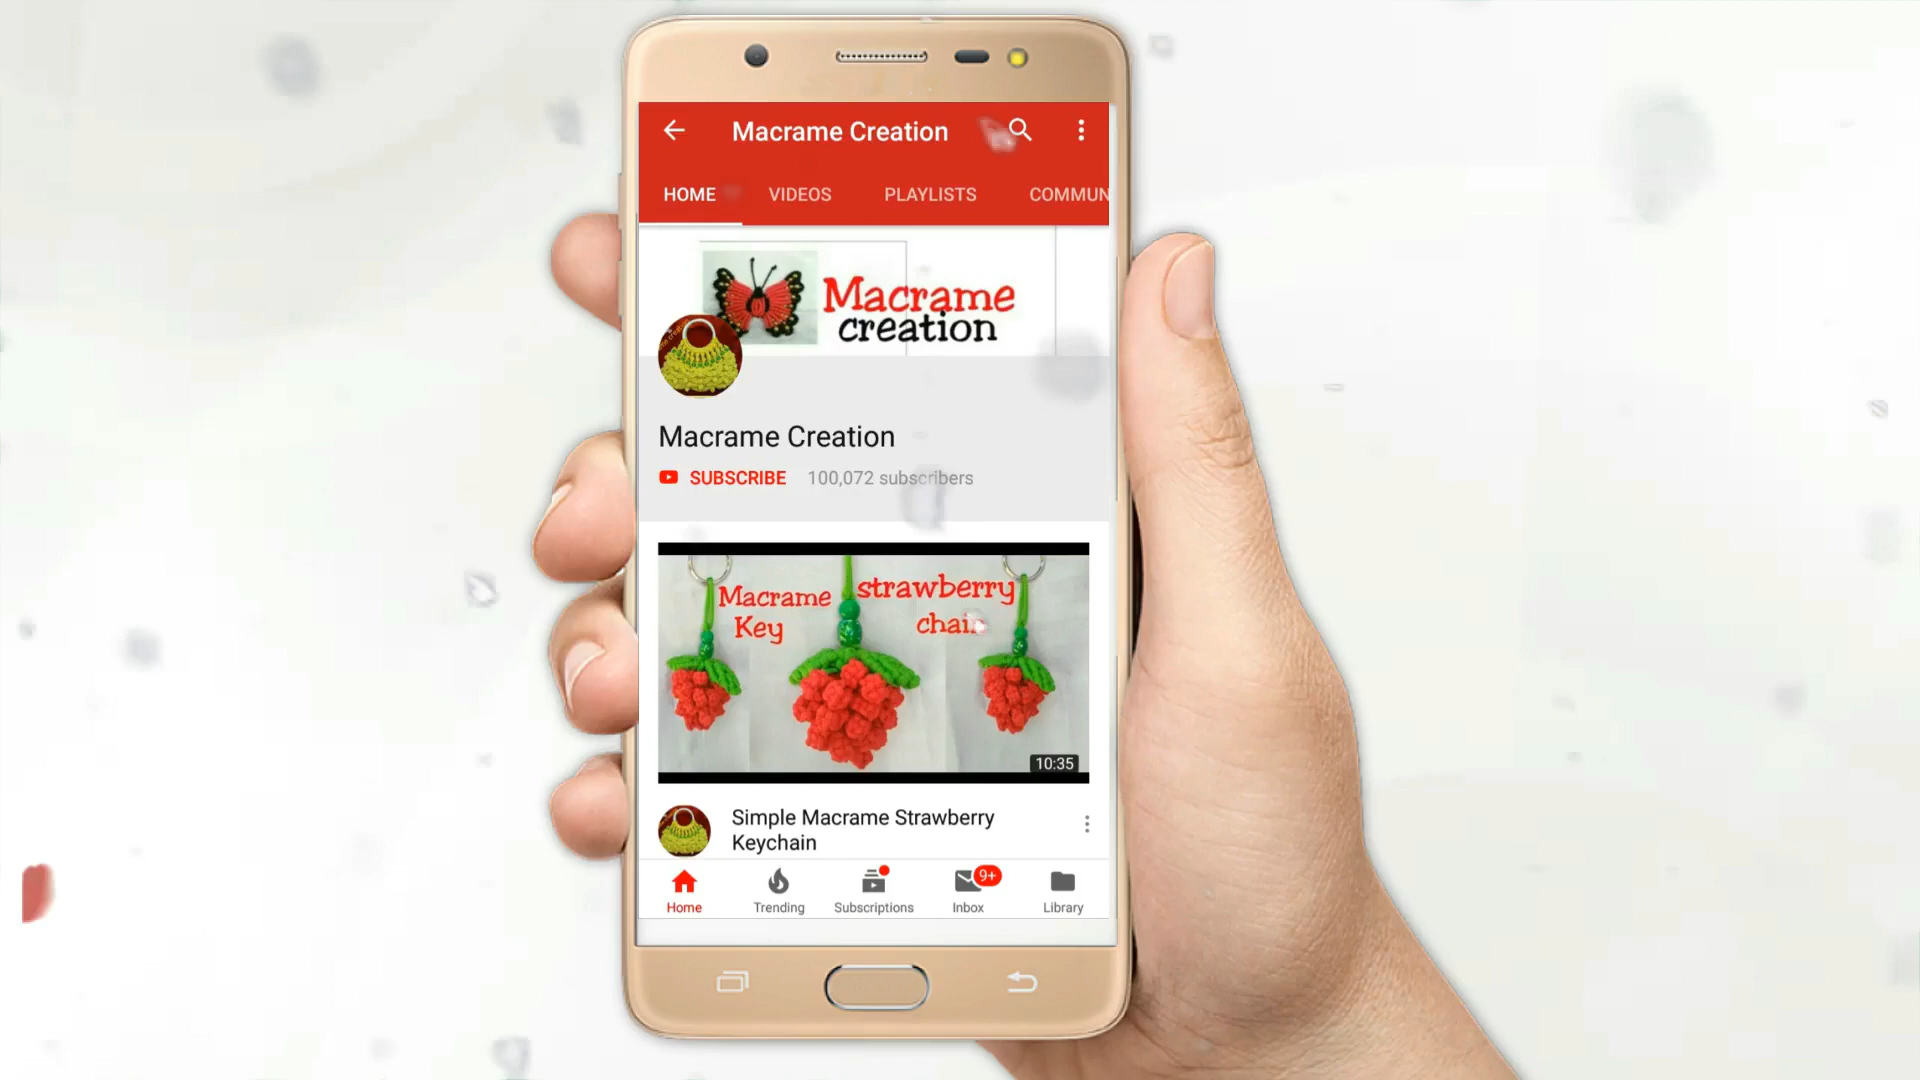 Macrame Creation
HOME VIDEOS PLAYLISTS COMMUN
Macrame
creation
Macrame Creation
SUBSCRIBE 100,072 subscribers
Macrame strawberry
Key chain
10:35
Simple Macrame Strawberry
Keychain
9+
Home Trending Subscriptions Inbox Library